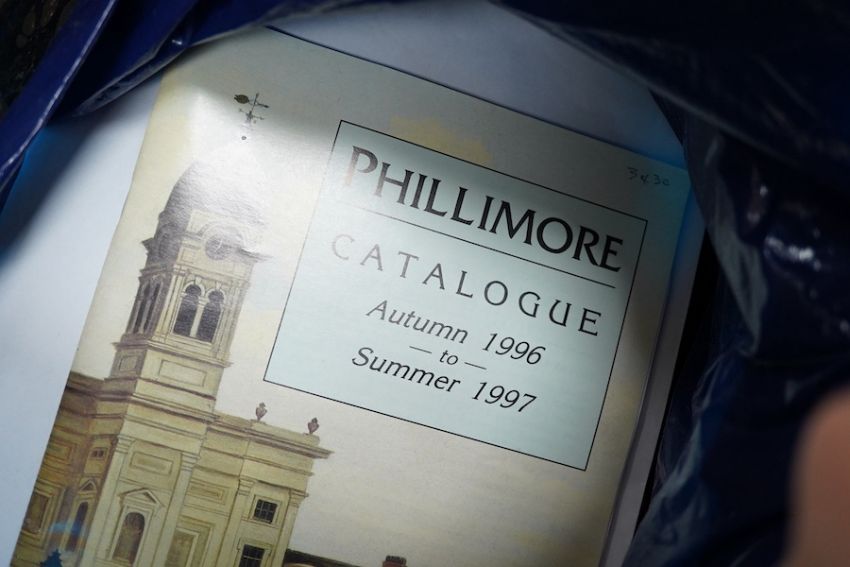 PHILLIMORE
CATALOGUE
Autumn 1996
— to —
Summer 1997